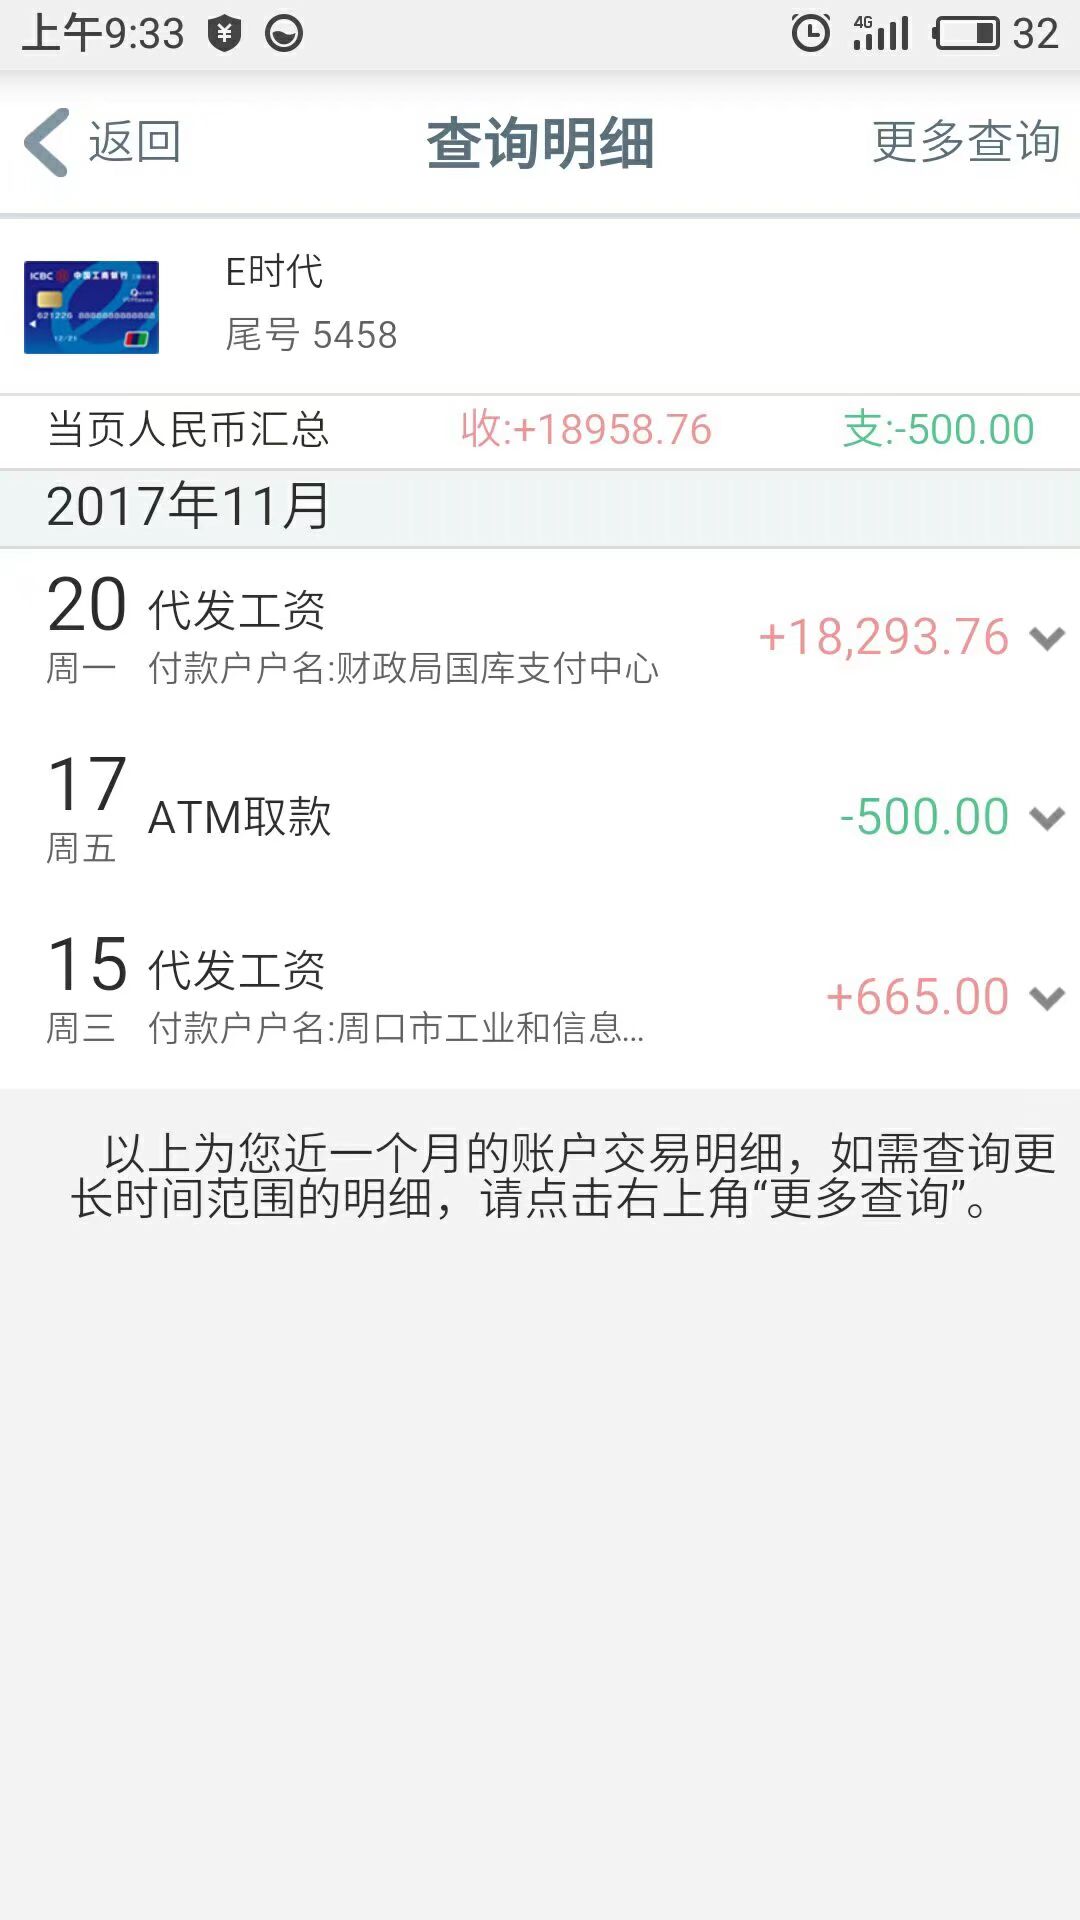 上午9:33
4G
32
返回
查询明细
更多查询
ICBC 中国工商银行
E时代
尾号 5458
当页人民币汇总
收:+18958.76
支:-500.00
2017年11月
20 代发工资
+18,293.76
周一 付款户户名:财政局国库支付中心
17
ATM取款
-500.00
周五
15 代发工资
+665.00
周三 付款户户名:周口市工业和信息...
以上为您近一个月的账户交易明细，如需查询更
长时间范围的明细，请点击右上角“更多查询”。